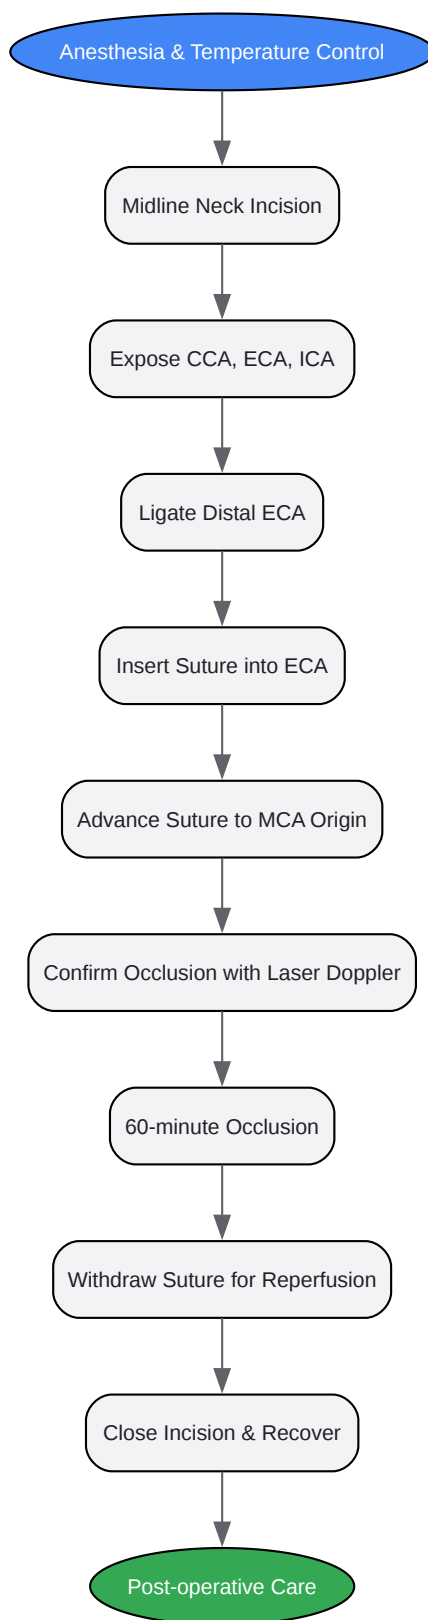 Anesthesia & Temperature Control
Midline Neck Incision
Expose CCA, ECA, ICA
Ligate Distal ECA
Insert Suture into ECA
Advance Suture to MCA Origin
Confirm Occlusion with Laser Doppler
60-minute Occlusion
Withdraw Suture for Reperfusion
Close Incision & Recover
Post-operative Care